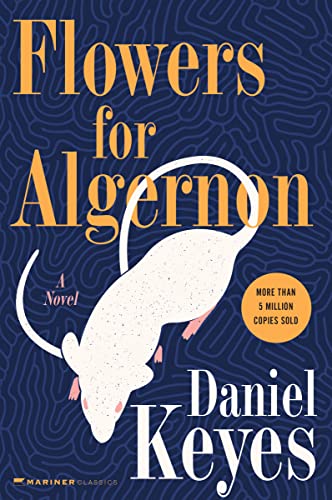 Flowers
for
Algernon
A
Novel
MORE THAN
5 MILLION
COPIES SOLD
Daniel
Keyes
MARINER CLASSICS